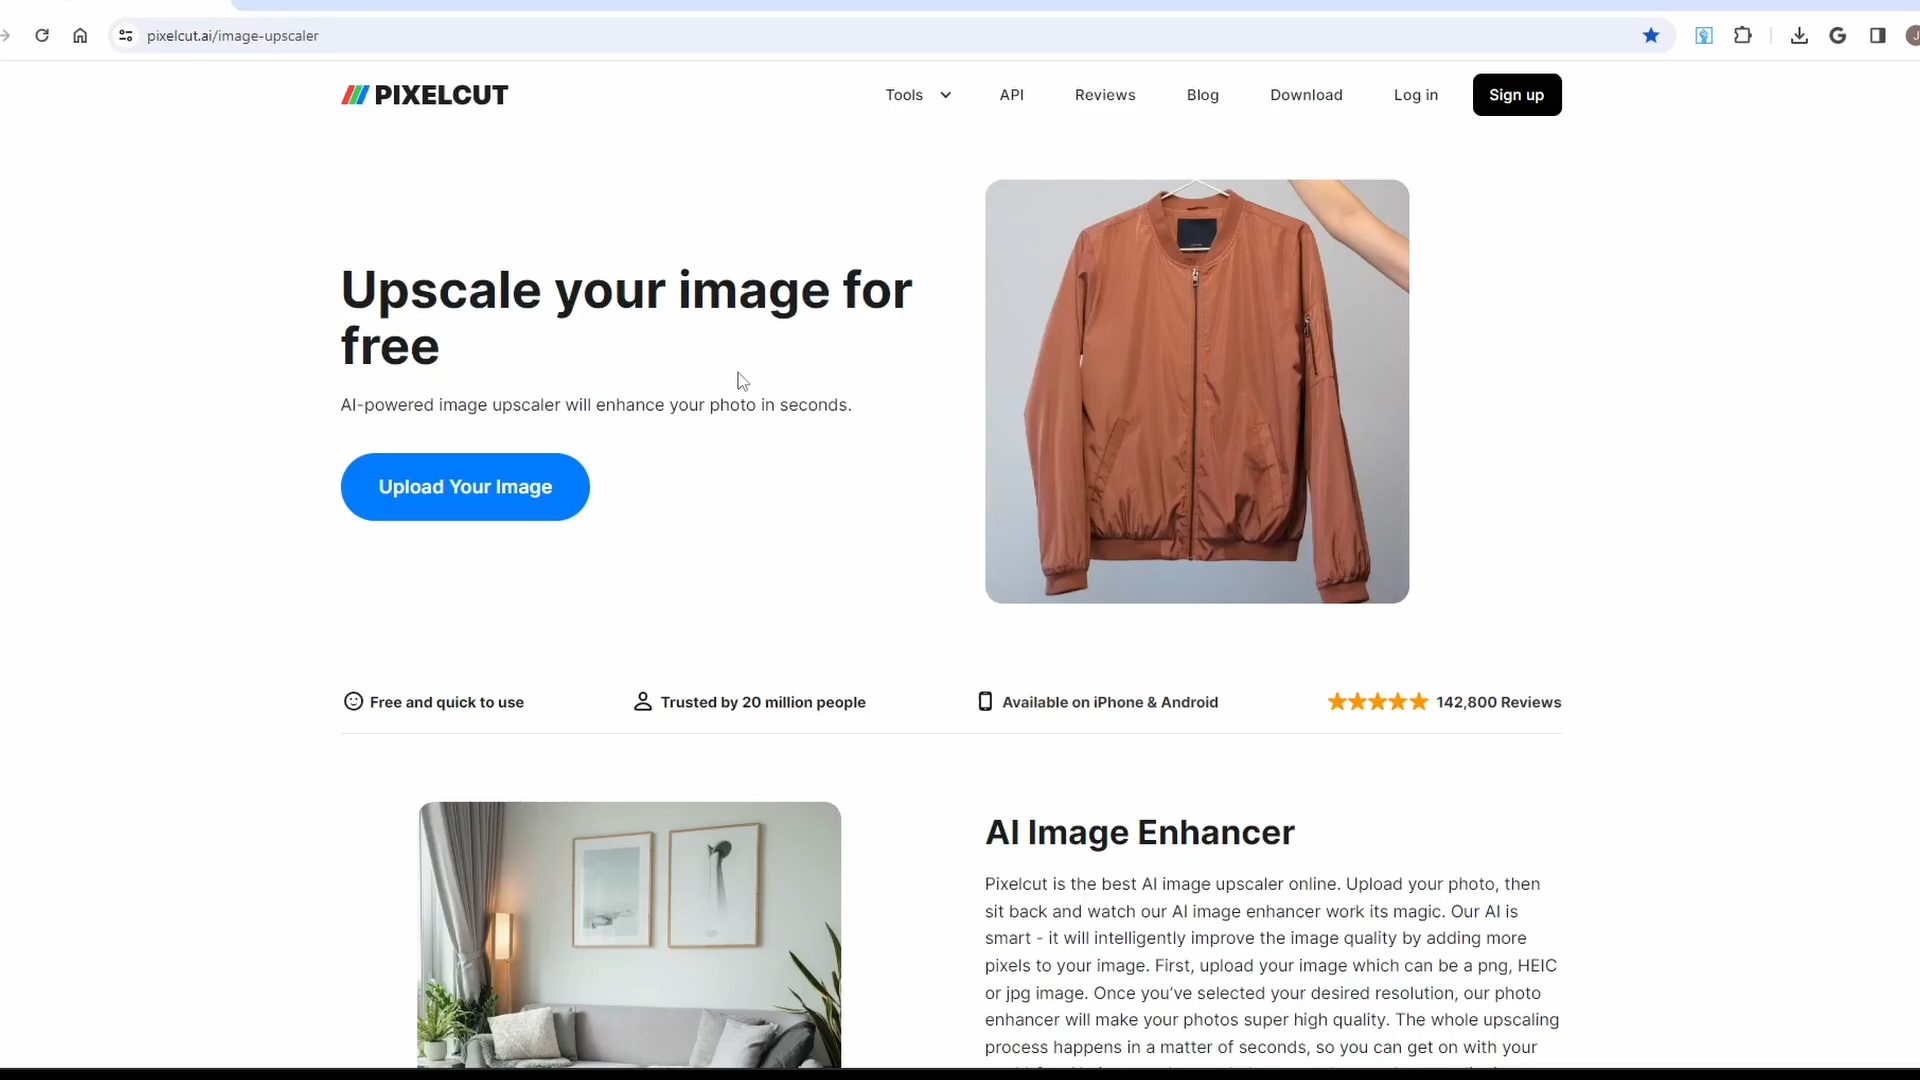 pixelcut.ai/image-upscaler
PIXELCUT
Tools
API
Reviews
Blog
Download
Log in
Sign up
Upscale your image for
free
AI-powered image upscaler will enhance your photo in seconds.
Upload Your Image
Free and quick to use
Trusted by 20 million people
Available on iPhone & Android
142,800 Reviews
AI Image Enhancer
Pixelcut is the best AI image upscaler online. Upload your photo, then
sit back and watch our AI image enhancer work its magic. Our AI is
smart - it will intelligently improve the image quality by adding more
pixels to your image. First, upload your image which can be a png, HEIC
or jpg image. Once you’ve selected your desired resolution, our photo
enhancer will make your photos super high quality. The whole upscaling
process happens in a matter of seconds, so you can get on with your